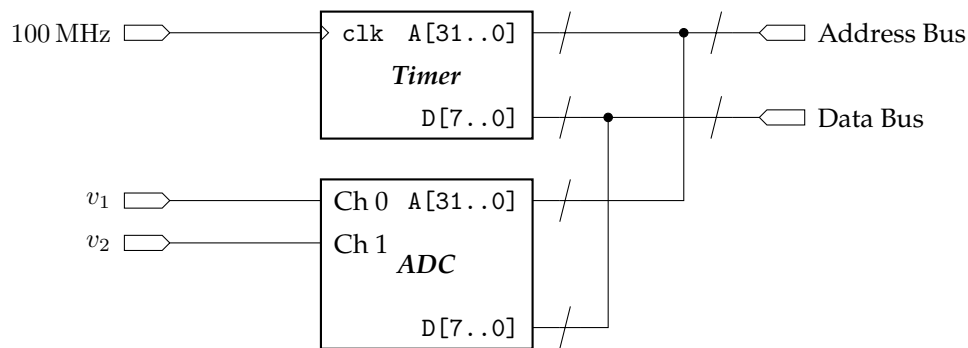 100 MHz clk A[31..0] Address Bus
Timer
D[7..0] Data Bus
v1 Ch 0 A[31..0]
v2 Ch 1
ADC
D[7..0]